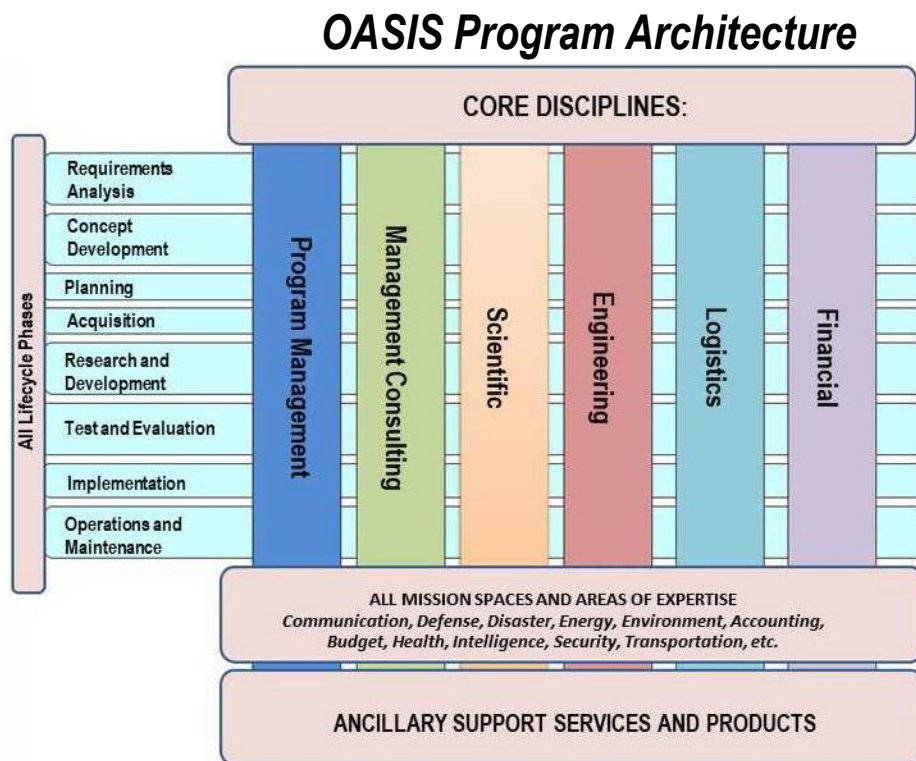 OASIS Program Architecture
CORE DISCIPLINES:
All Lifecycle Phases
Requirements
Analysis
Concept
Development
Planning
Acquisition
Research and
Development
Test and Evaluation
Implementation
Operations and
Maintenance
Program Management
Management Consulting
Scientific
Engineering
Logistics
Financial
ALL MISSION SPACES AND AREAS OF EXPERTISE
Communication, Defense, Disaster, Energy, Environment, Accounting,
Budget, Health, Intelligence, Security, Transportation, etc.
ANCILLARY SUPPORT SERVICES AND PRODUCTS